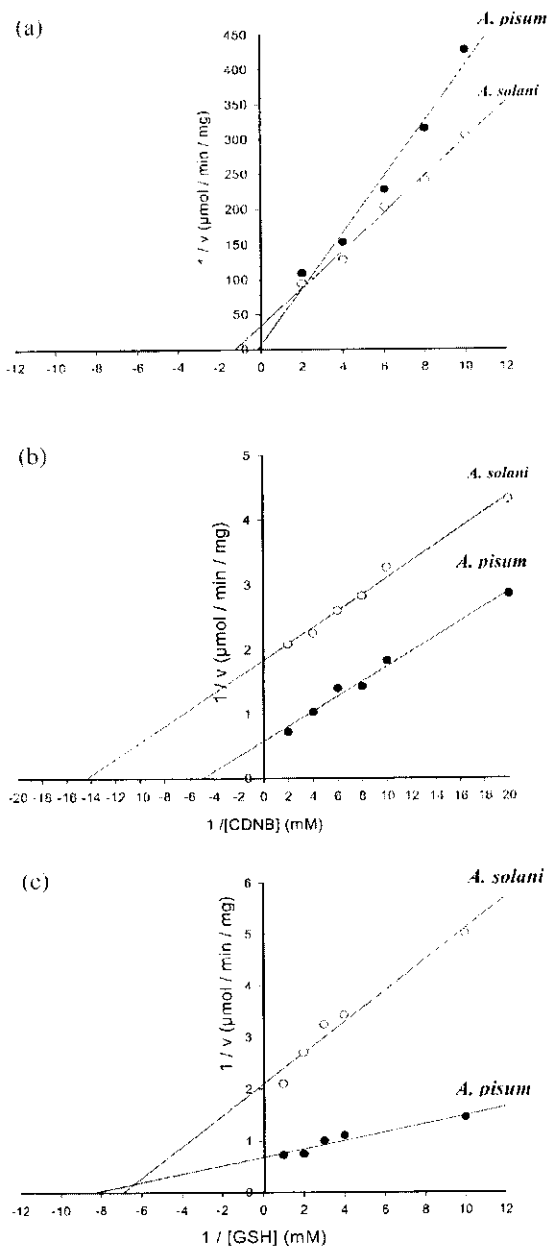 (a)
A. pisum
A. solani
450
400
350
300
250
200
150
100
50
0
/ v (µmol / min / mg)
-12 -10 -8 -6 -4 -2 0 2 4 6 8 10 12
(b)
A. solani
A. pisum
5
4
3
2
1
0
1 / v (µmol / min / mg)
-20 -18 -16 -14 -12 -10 -8 -6 -4 -2 0 2 4 6 8 10 12 14 16 18 20
1 /[CDNB] (mM)
(c)
A. solani
A. pisum
6
5
4
3
2
1
0
1 / v (µmol / min / mg)
-12 -10 -8 -6 -4 -2 0 2 4 6 8 10 12
1 / [GSH] (mM)